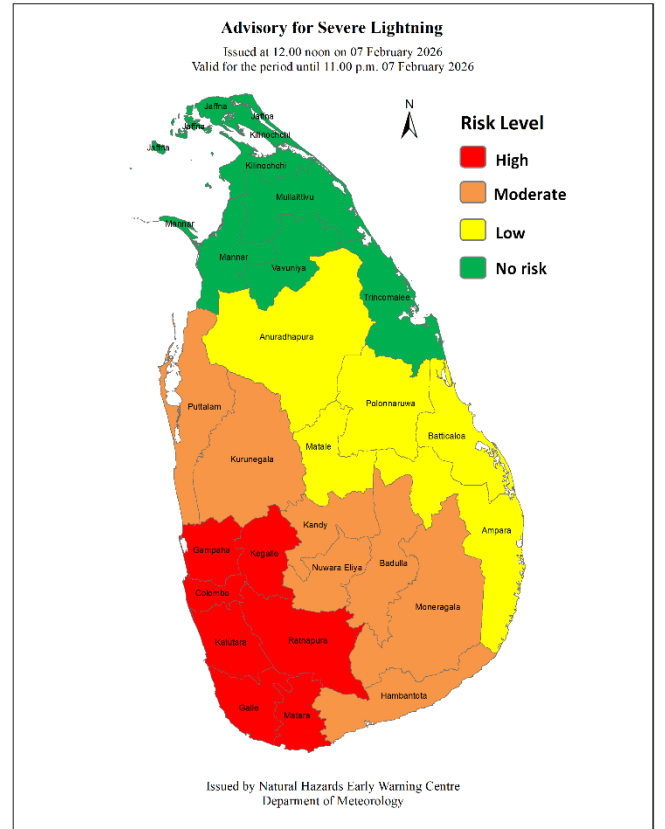 Advisory for Severe Lightning
Issued at 12.00 noon on 07 February 2026
Valid for the period until 11.00 p.m. 07 February 2026
Jaffna
Jaffna
Jaffna
Kilinochchi
Jaffna
N
Risk Level
High
Moderate
Low
No risk
Kilinochchi
Mullaittivu
Mannar
Mannar
Vavuniya
Trincomalee
Anuradhapura
Puttalam
Polonnaruwa
Kurunegala
Matale
Batticaloa
Ampara
Kandy
Gampaha
Kegalle
Nuwara Eliya
Badulla
Colombo
Moneragala
Kalutara
Ratnapura
Hambantota
Galle
Matara
Issued by Natural Hazards Early Warning Centre
Deparment of Meteorology